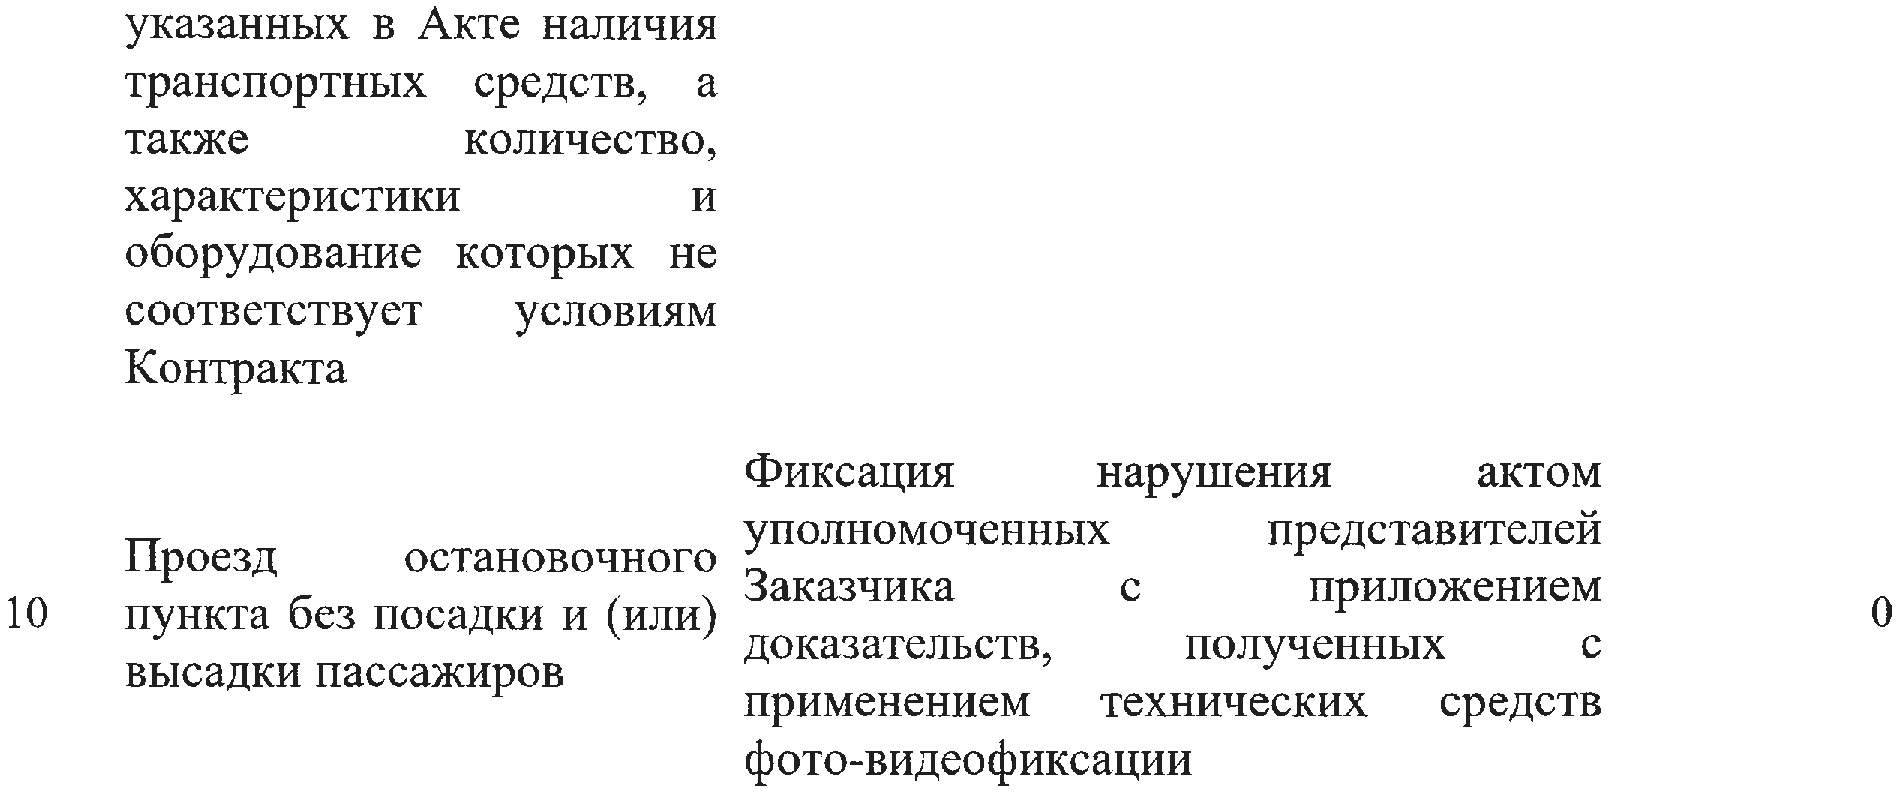 указанных в Акте наличия
транспортных средств, а
также количество,
характеристики и
оборудование которых не
соответствует условиям
Контракта
10
Проезд остановочного
пункта без посадки и (или)
высадки пассажиров
Фиксация нарушения актом
уполномоченных представителей
Заказчика с приложением
доказательств, полученных с
применением технических средств
фото-видеофиксации
0